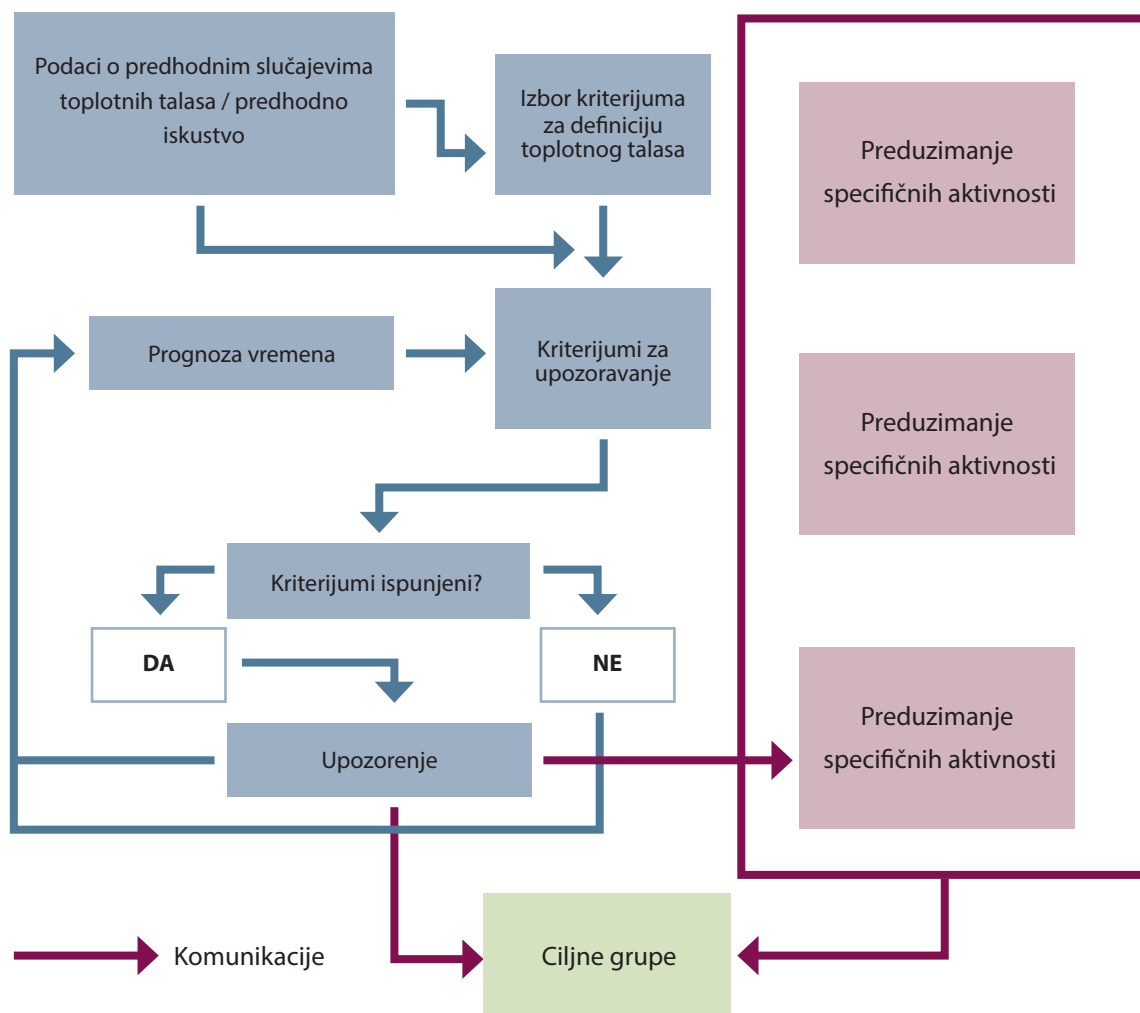 Podaci o predhodnim slučajevima
toplotnih talasa / predhodno
iskustvo
Izbor kriterijuma
za definiciju
toplotnog talasa
Preduzimanje
specifičnih aktivnosti
Prognoza vremena
Kriterijumi za
upozoravanje
Preduzimanje
specifičnih aktivnosti
Kriterijumi ispunjeni?
DA
NE
Preduzimanje
specifičnih aktivnosti
Upozorenje
Komunikacije
Ciljne grupe